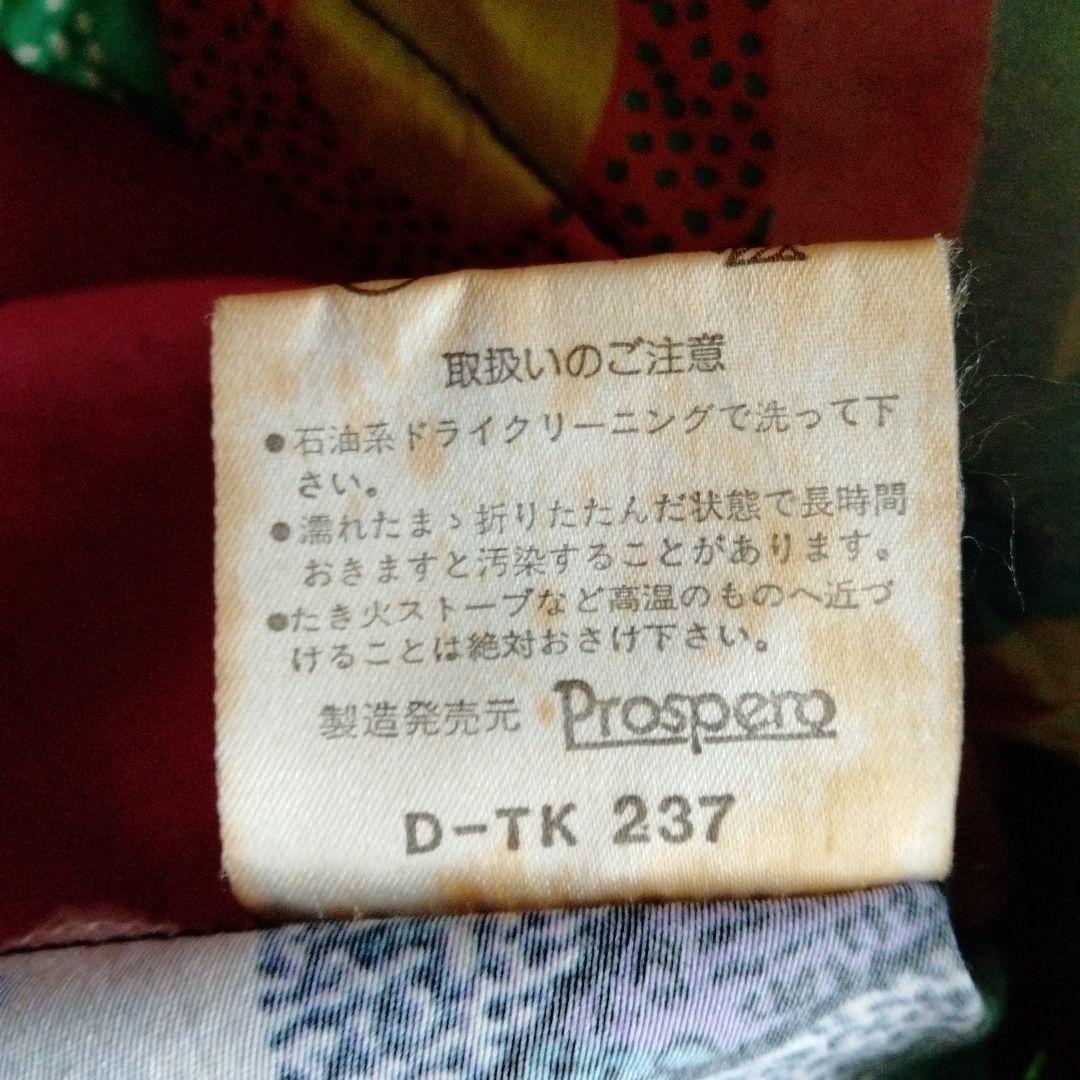 取扱いのご注意
●石油系ドライクリーニングで洗って下
さい。
●濡れたまゝ折りたたんだ状態で長時間
おきますと汚染することがあります。
●たき火ストーブなど高温のものへ近づ
けることは絶対おさけ下さい。
製造発売元 Prospero
D-TK 237